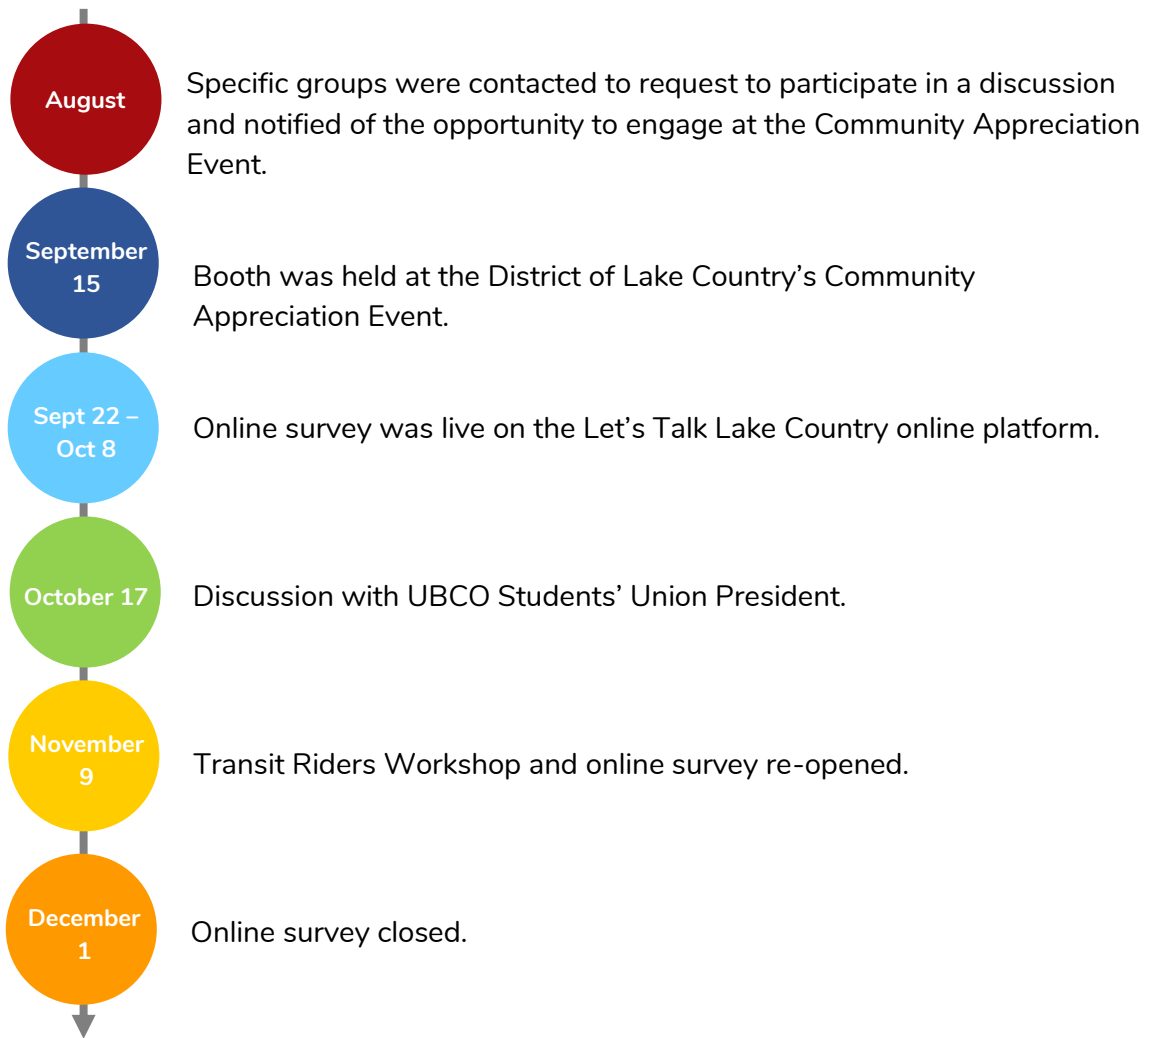 August
Specific groups were contacted to request to participate in a discussion
and notified of the opportunity to engage at the Community Appreciation
Event.
September
15
Booth was held at the District of Lake Country’s Community
Appreciation Event.
Sept 22 –
Oct 8
Online survey was live on the Let’s Talk Lake Country online platform.
October 17
Discussion with UBCO Students’ Union President.
November
9
Transit Riders Workshop and online survey re-opened.
December
1
Online survey closed.